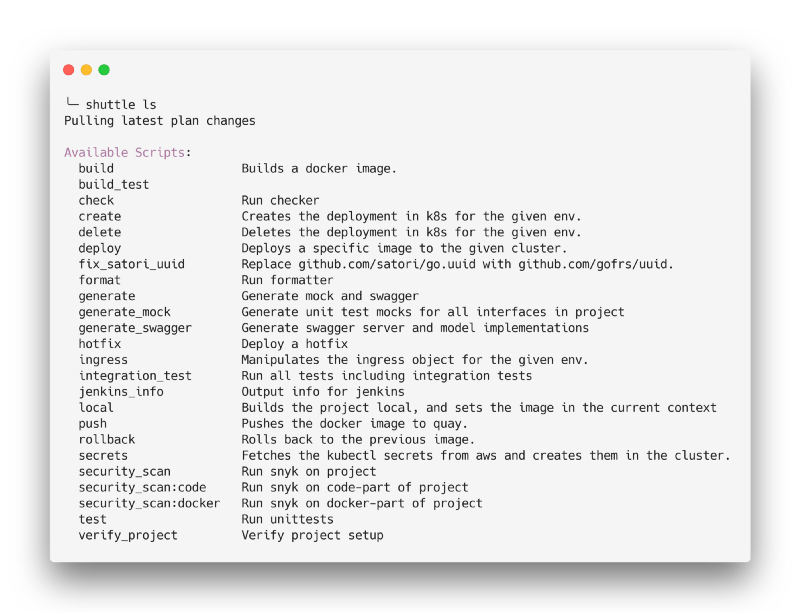 ╰─ shuttle ls
Pulling latest plan changes
Available Scripts:
build Builds a docker image.
build_test
check Run checker
create Creates the deployment in k8s for the given env.
delete Deletes the deployment in k8s for the given env.
deploy Deploys a specific image to the given cluster.
fix_satori_uuid Replace github.com/satori/go.uuid with github.com/gofrs/uuid.
format Run formatter
generate Generate mock and swagger
generate_mock Generate unit test mocks for all interfaces in project
generate_swagger Generate swagger server and model implementations
hotfix Deploy a hotfix
ingress Manipulates the ingress object for the given env.
integration_test Run all tests including integration tests
jenkins_info Output info for jenkins
local Builds the project local, and sets the image in the current context
push Pushes the docker image to quay.
rollback Rolls back to the previous image.
secrets Fetches the kubectl secrets from aws and creates them in the cluster.
security_scan Run snyk on project
security_scan:code Run snyk on code-part of project
security_scan:docker Run snyk on docker-part of project
test Run unittests
verify_project Verify project setup